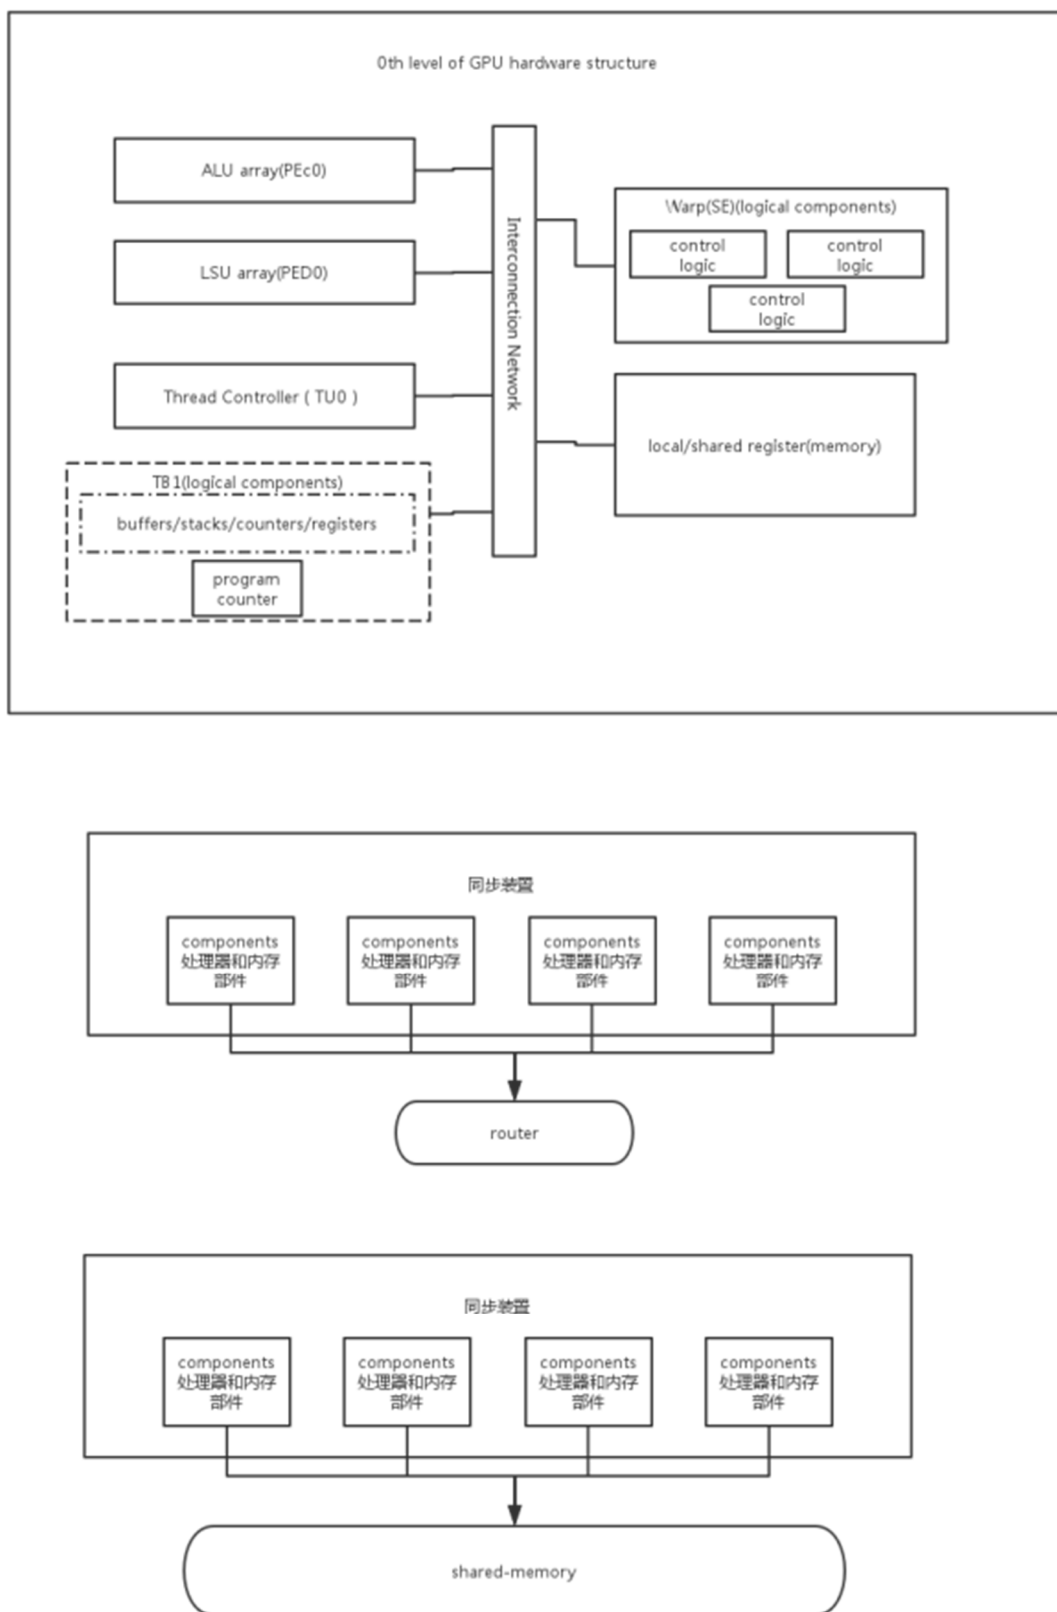 0th level of GPU hardware structure
ALU array(PEc0)
LSU array(PED0)
Thread Controller ( TU0 )
TB1(logical components)
buffers/stacks/counters/registers
program
counter
Interconnection Network
Warp(SE)(logical components)
control
logic
control
logic
control
logic
local/shared register(memory)
同步装置
components
处理器和内存
部件
components
处理器和内存
部件
components
处理器和内存
部件
components
处理器和内存
部件
router
同步装置
components
处理器和内存
部件
components
处理器和内存
部件
components
处理器和内存
部件
components
处理器和内存
部件
shared-memory